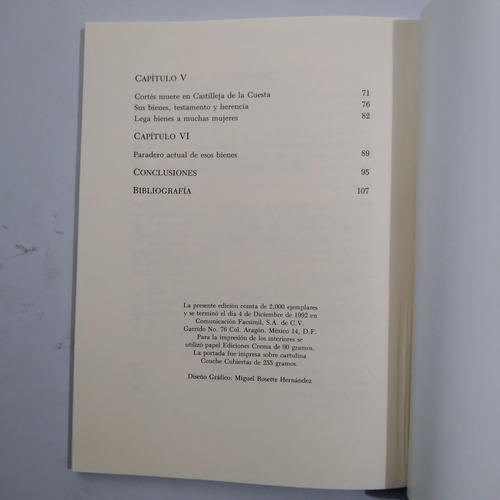 CAPÍTULO V
Cortés muere en Castilleja de la Cuesta 71
Sus bienes, testamento y herencia 76
Lega bienes a muchas mujeres 82
CAPÍTULO VI
Paradero actual de esos bienes 89
CONCLUSIONES 95
BIBLIOGRAFÍA 107
La presente edición consta de 2,000 ejemplares
y se terminó el día 4 de Diciembre de 1992 en
Comunicación Facsimil, S.A. de C.V.
Garrido No. 76 Col. Aragón. México 14, D.F.
Para la impresión de los interiores se
utilizó papel Ediciones Crema de 90 gramos.
La portada fue impresa sobre cartulina
Couche Cubiertas de 255 gramos.
Diseño Gráfico: Miguel Rosette Hernández